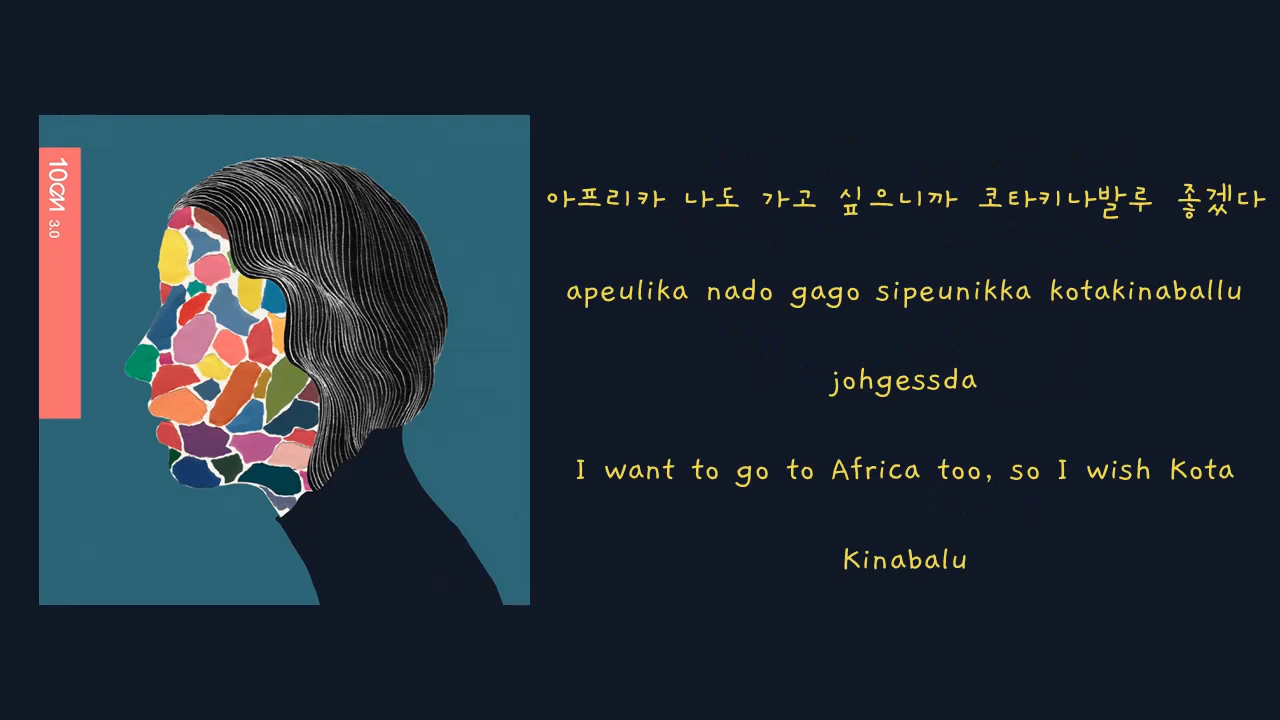 10CM 3.0
아프리카 나도 가고 싶으니까 코타키나발루 좋겠다
apeulika nado gago sipeunikka kotakinaballu
johgessda
I want to go to Africa too, so I wish Kota
Kinabalu